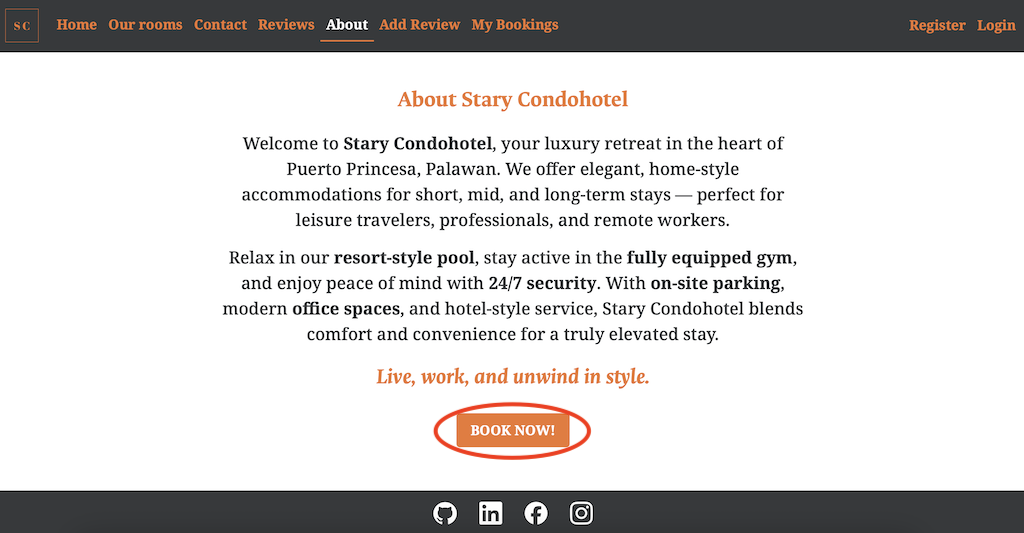 S C
Home Our rooms Contact Reviews About Add Review My Bookings Register Login
About Stary Condohotel
Welcome to Stary Condohotel, your luxury retreat in the heart of
Puerto Princesa, Palawan. We offer elegant, home-style
accommodations for short, mid, and long-term stays — perfect for
leisure travelers, professionals, and remote workers.
Relax in our resort-style pool, stay active in the fully equipped gym,
and enjoy peace of mind with 24/7 security. With on-site parking,
modern office spaces, and hotel-style service, Stary Condohotel blends
comfort and convenience for a truly elevated stay.
Live, work, and unwind in style.
BOOK NOW!